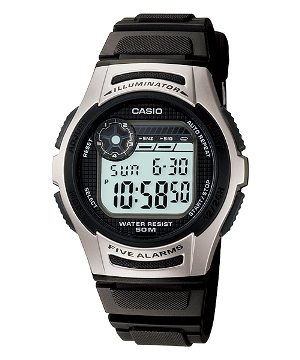 ILLUMINATOR
CASIO
RESET
AUTO REPEAT
SUN 6-30
10:58 50
SELECT
START/STOP
WATER RESIST
50M
FIVE ALARMS